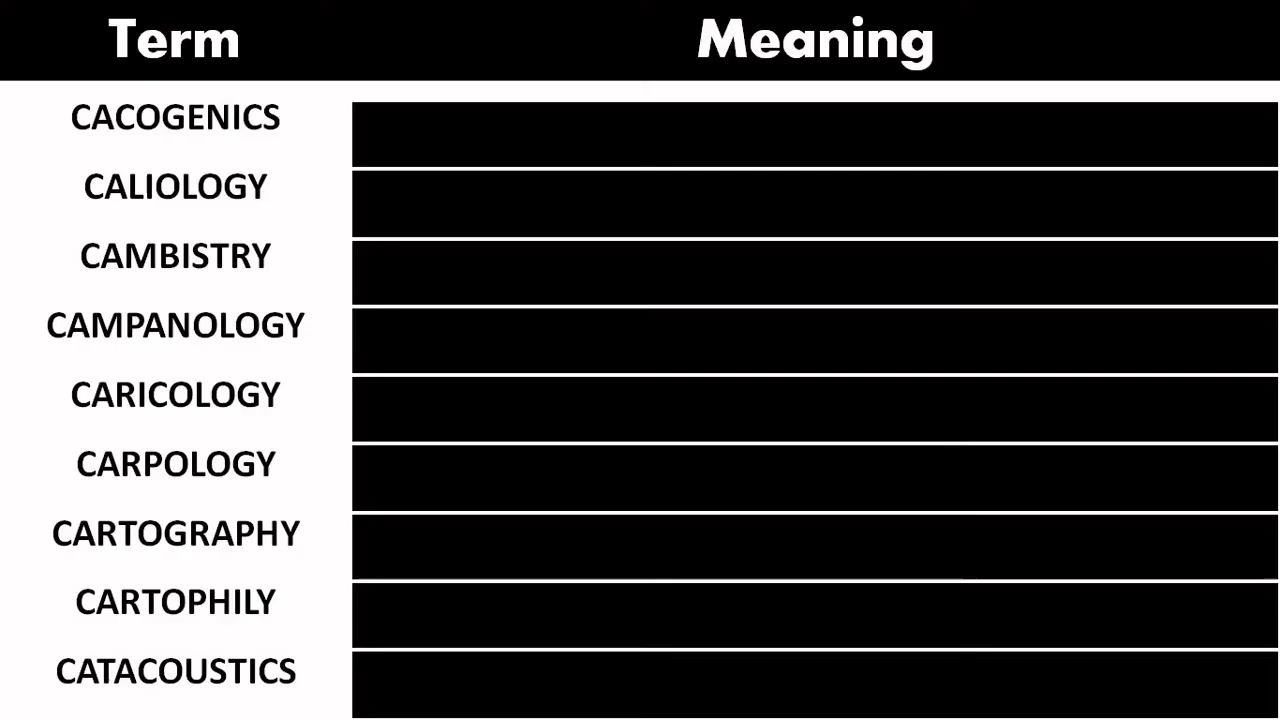 Term Meaning
CACOGENICS
CALIOLOGY
CAMBISTRY
CAMPANOLOGY
CARICOLOGY
CARPOLOGY
CARTOGRAPHY
CARTOPHILY
CATACOUSTICS